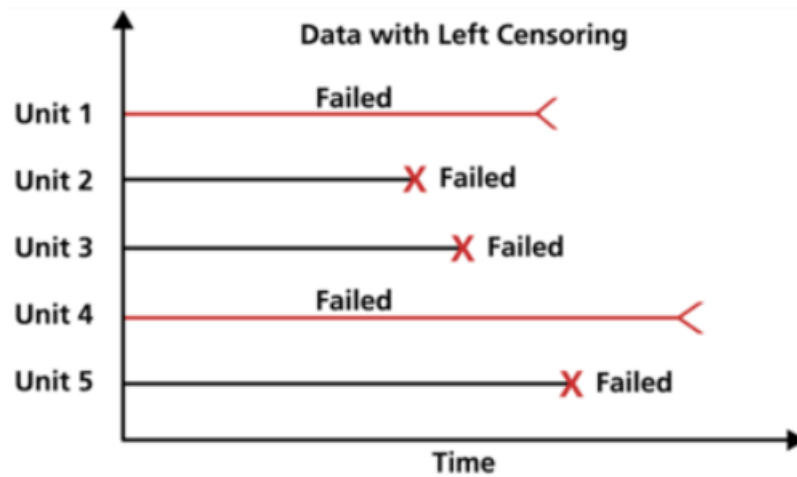 Data with Left Censoring
Failed
Unit 1
Unit 2
Failed
Unit 3
Failed
Failed
Unit 4
Unit 5
Failed
Time